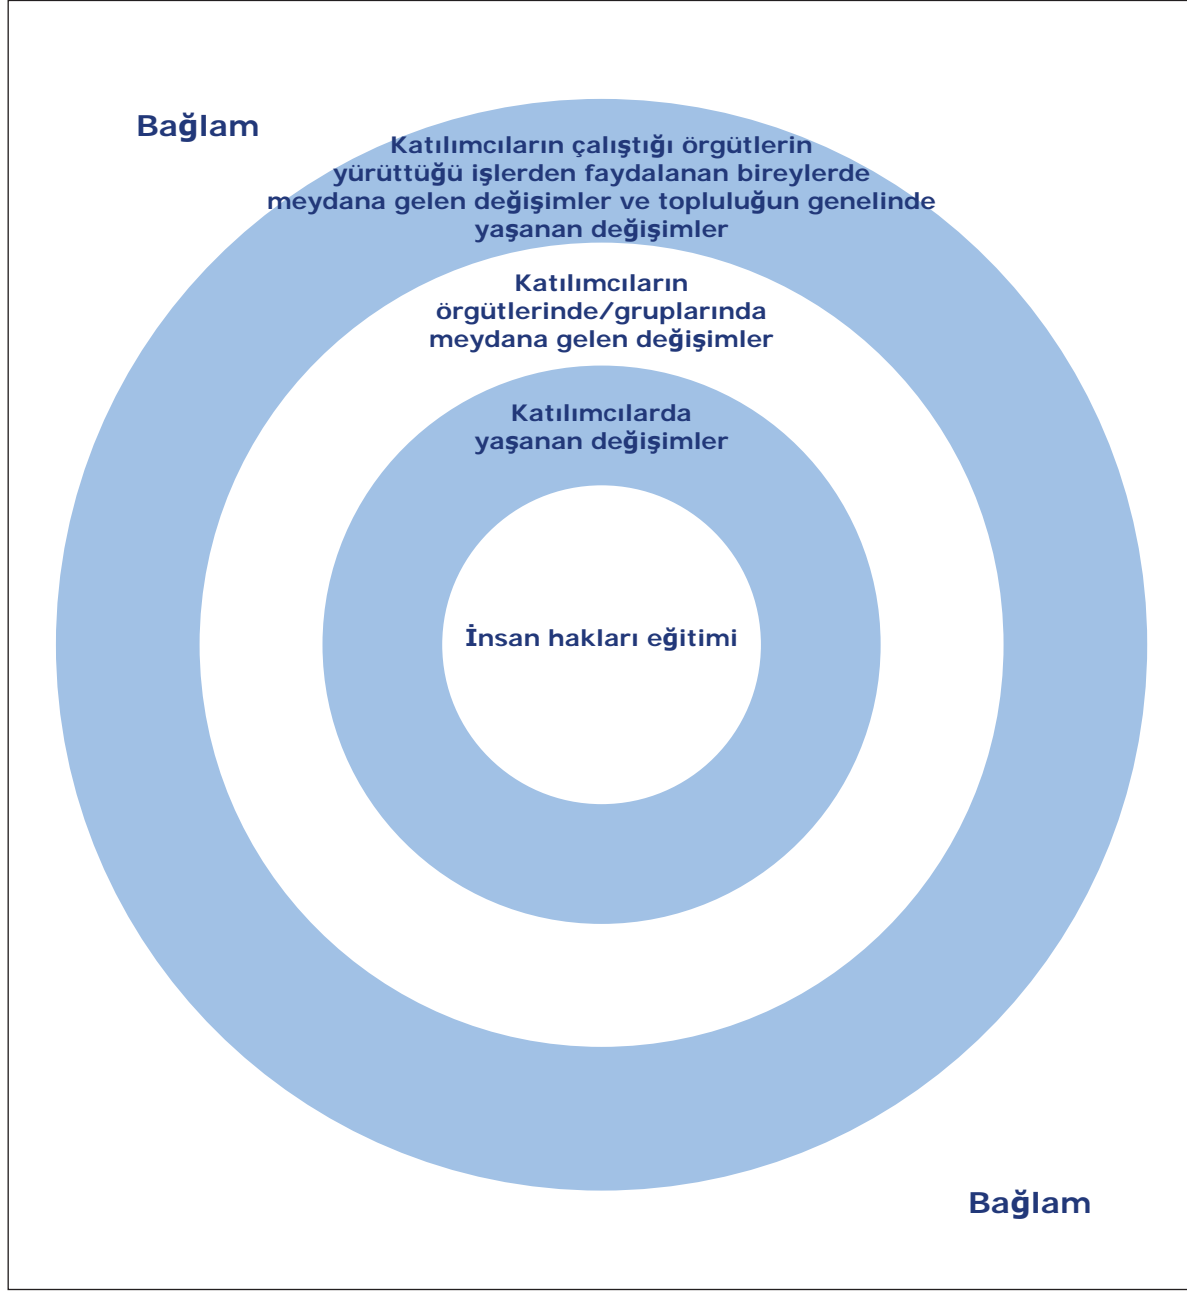 Bağlam
Katılımcıların çalıştığı örgütlerin
yürüttüğü işlerden faydalanan bireylerde
meydana gelen değişimler ve topluluğun genelinde
yaşanan değişimler
Katılımcıların
örgütlerinde/gruplarında
meydana gelen değişimler
Katılımcılarda
yaşanan değişimler
İnsan hakları eğitimi
Bağlam